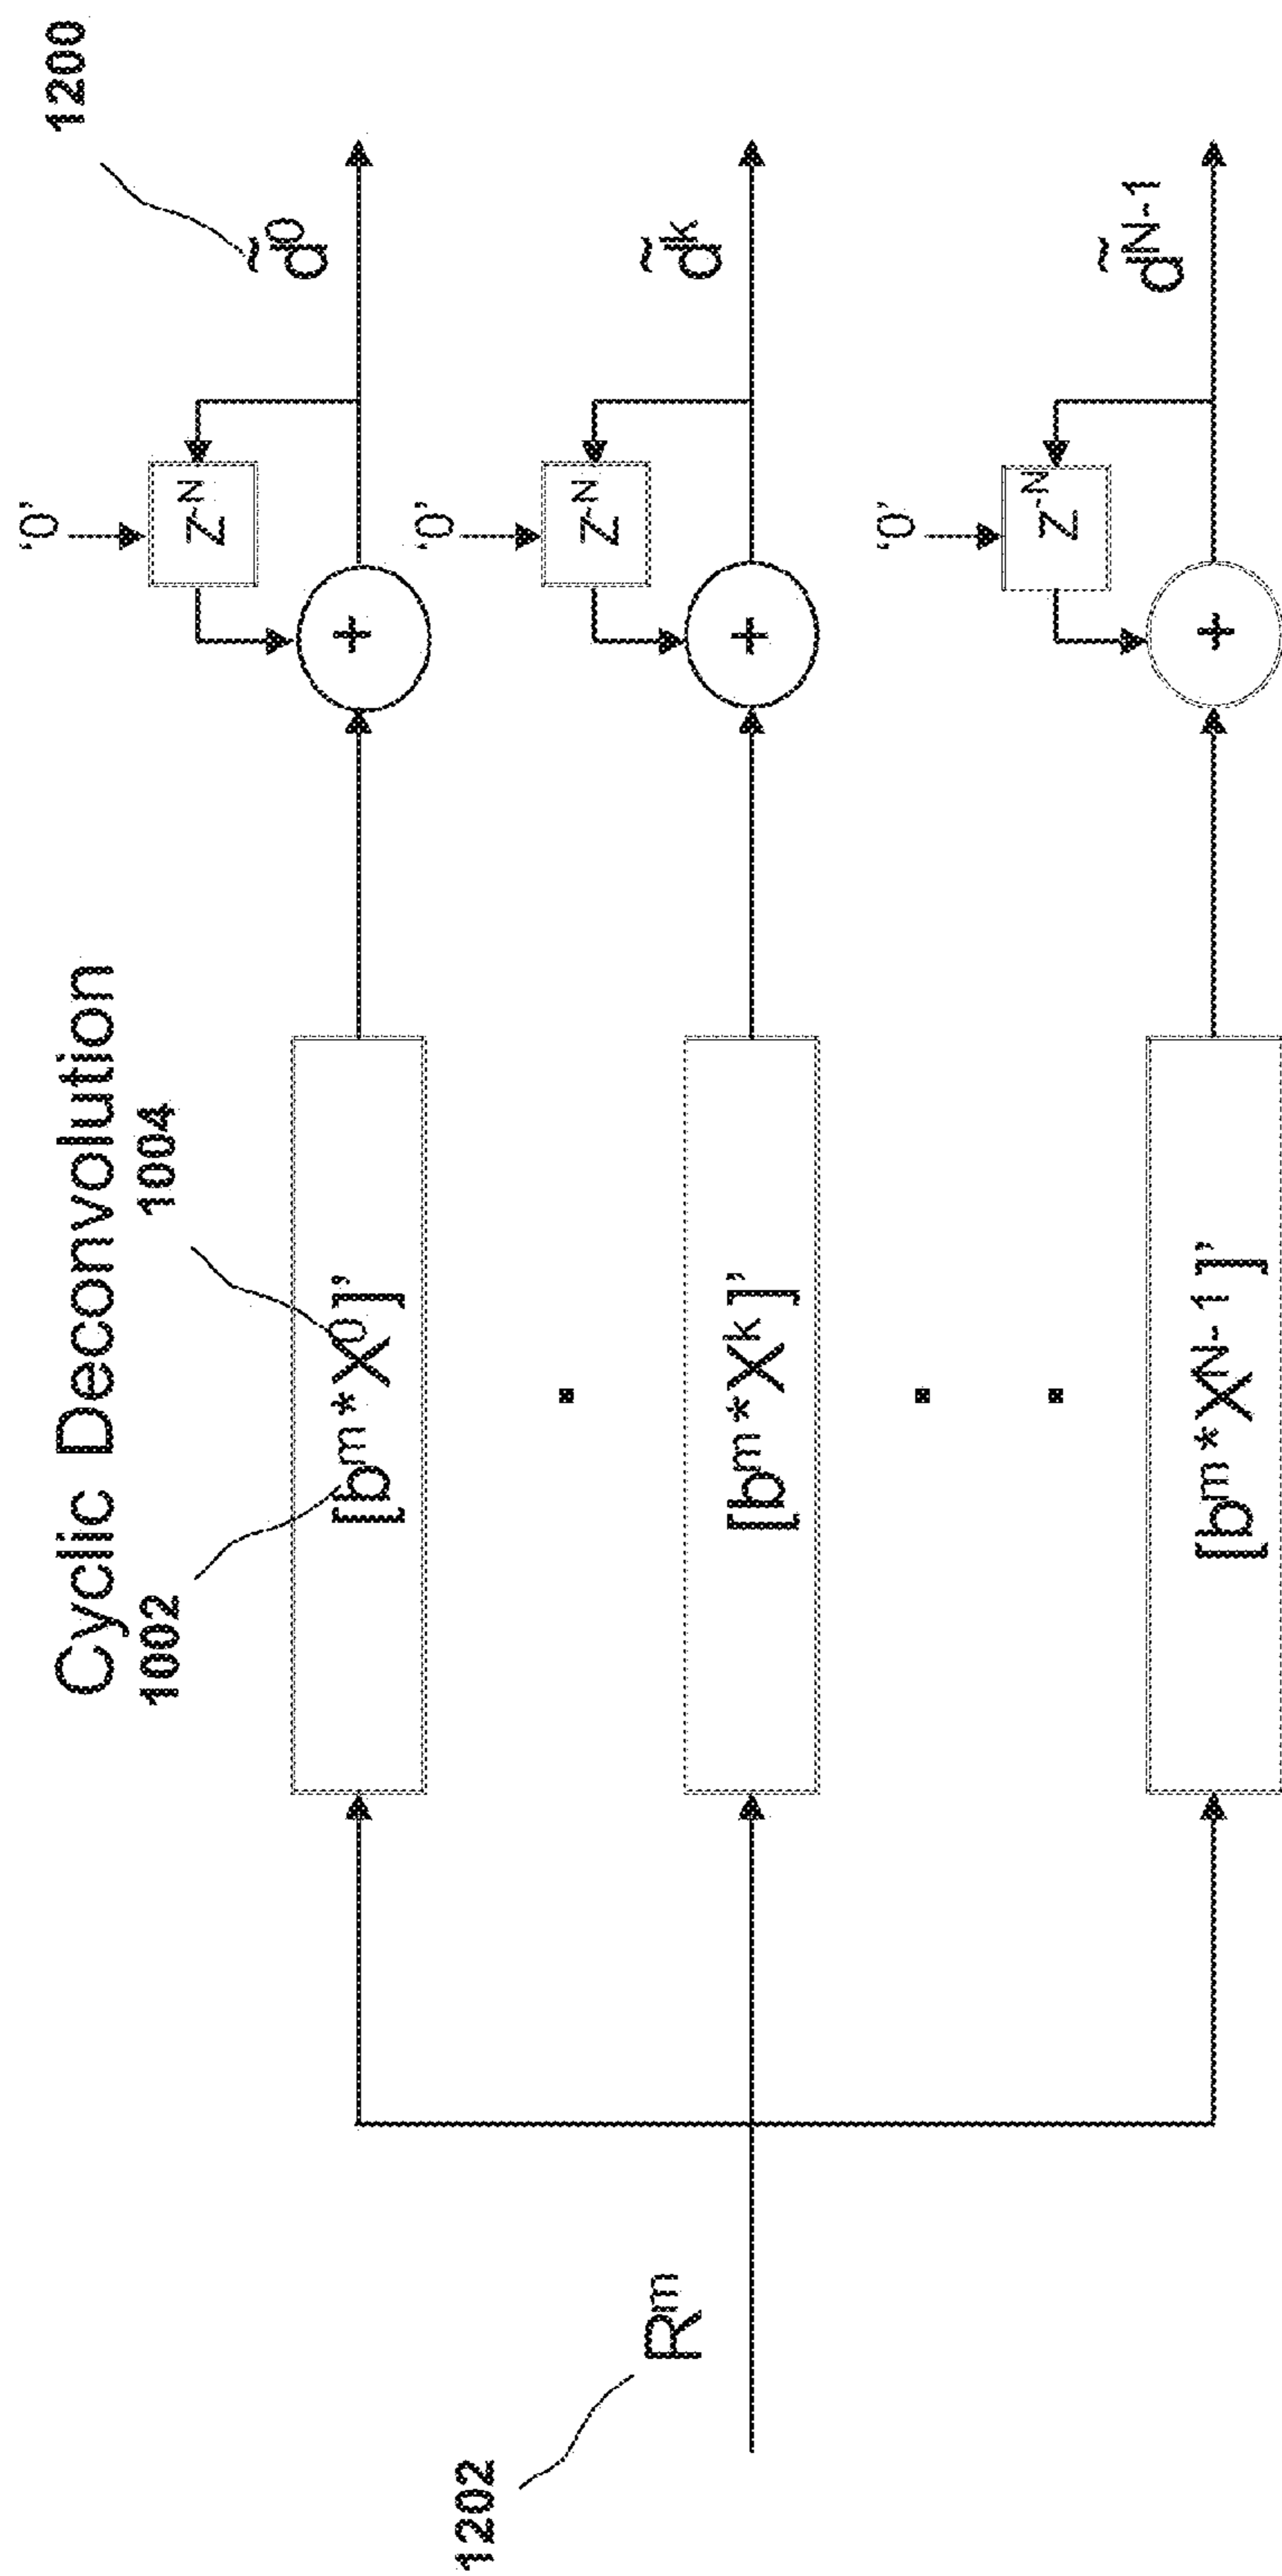 Cyclic Deconvolution
1200
1002
1004
1202
R^m
[b^m * X^0]'
'0'
Z^-N
+
d̃^0
[b^m * X^k]'
'0'
Z^-N
+
d̃^k
[b^m * X^N-1]'
'0'
Z^-N
+
d̃^N-1